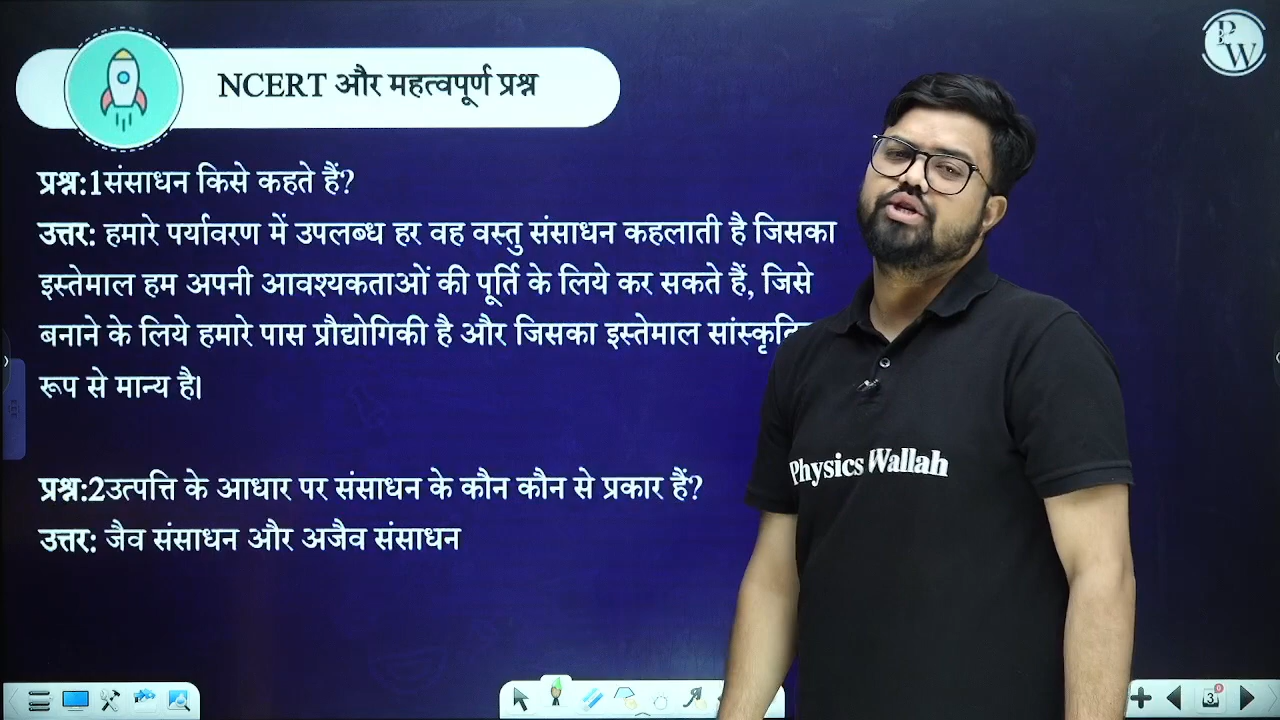 NCERT और महत्वपूर्ण प्रश्न
PW
प्रश्न:1संसाधन किसे कहते हैं?
उत्तर: हमारे पर्यावरण में उपलब्ध हर वह वस्तु संसाधन कहलाती है जिसका
इस्तेमाल हम अपनी आवश्यकताओं की पूर्ति के लिये कर सकते हैं, जिसे
बनाने के लिये हमारे पास प्रौद्योगिकी है और जिसका इस्तेमाल
रूप से मान्य है।
प्रश्न:2उत्पत्ति के आधार पर संसाधन के कौन कौन से प्रकार हैं?
उत्तर: जैव संसाधन और अजैव संसाधन
Physics Wallah
3